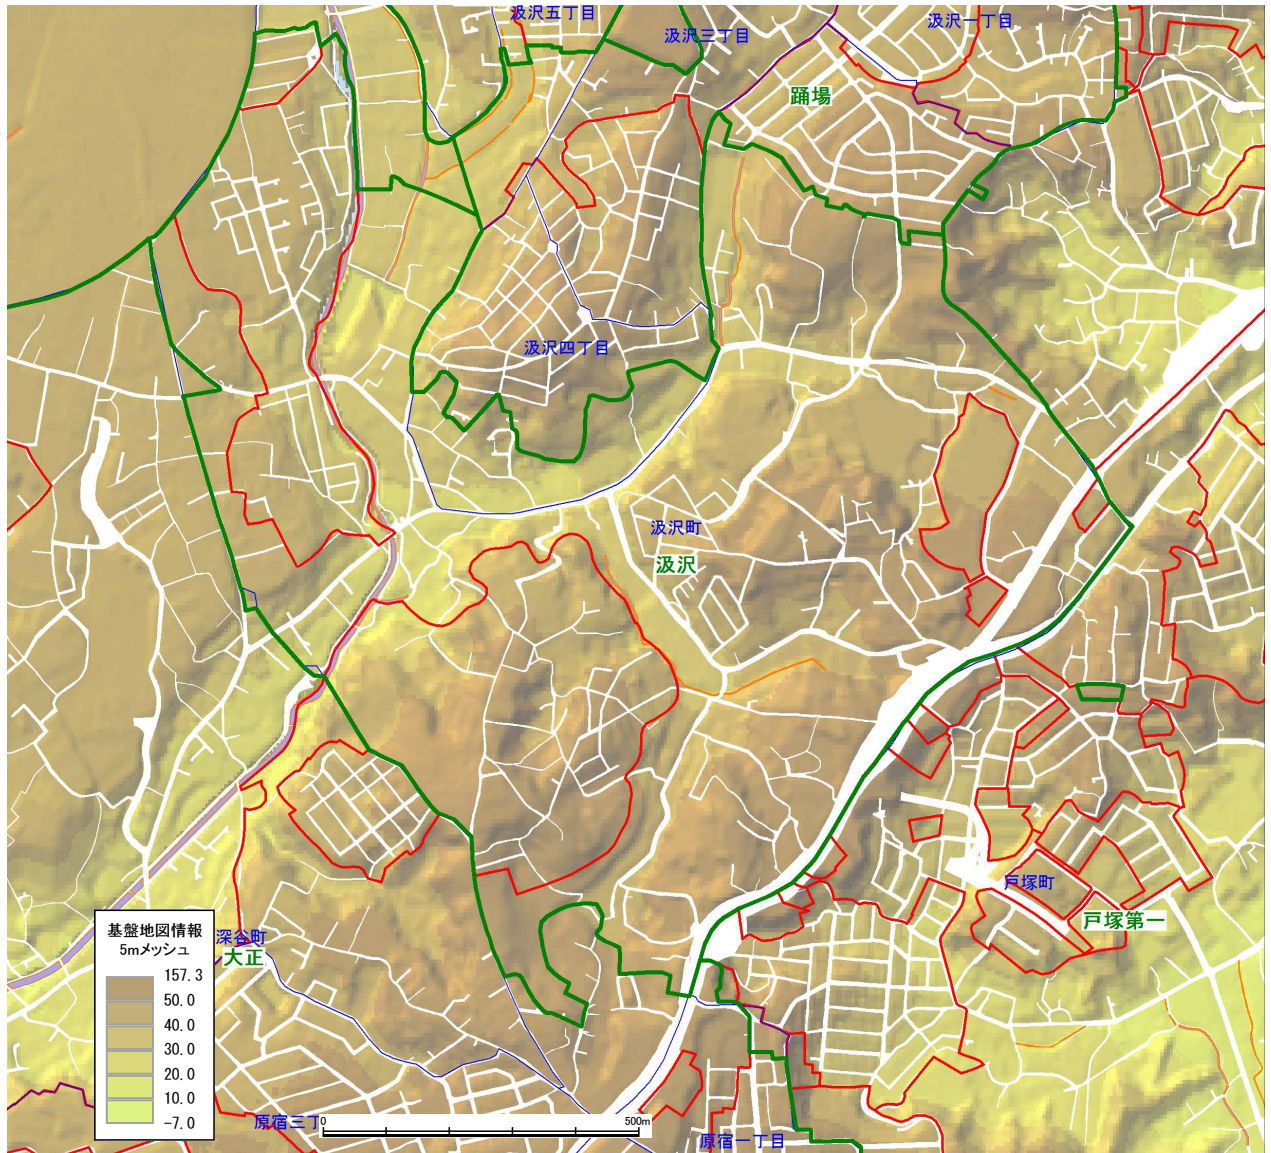 汲沢五丁目
汲沢三丁目
汲沢一丁目
踊場
汲沢四丁目
汲沢町
汲沢
戸塚町
戸塚第一
深谷町
大正
基盤地図情報
5mメッシュ
157.3
50.0
40.0
30.0
20.0
10.0
-7.0
原宿三丁
0
500m
原宿一丁目